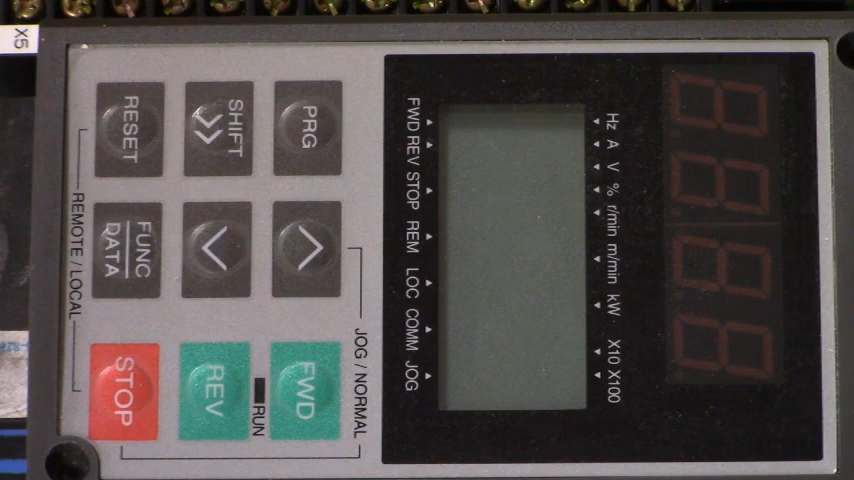 Hz A V % r/min m/min kW X10 X100
FWD REV STOP REM LOC COMM JOG
JOG / NORMAL
PRG
FWD
RUN
SHIFT
REV
RESET
FUNC
DATA
STOP
REMOTE / LOCAL
X5